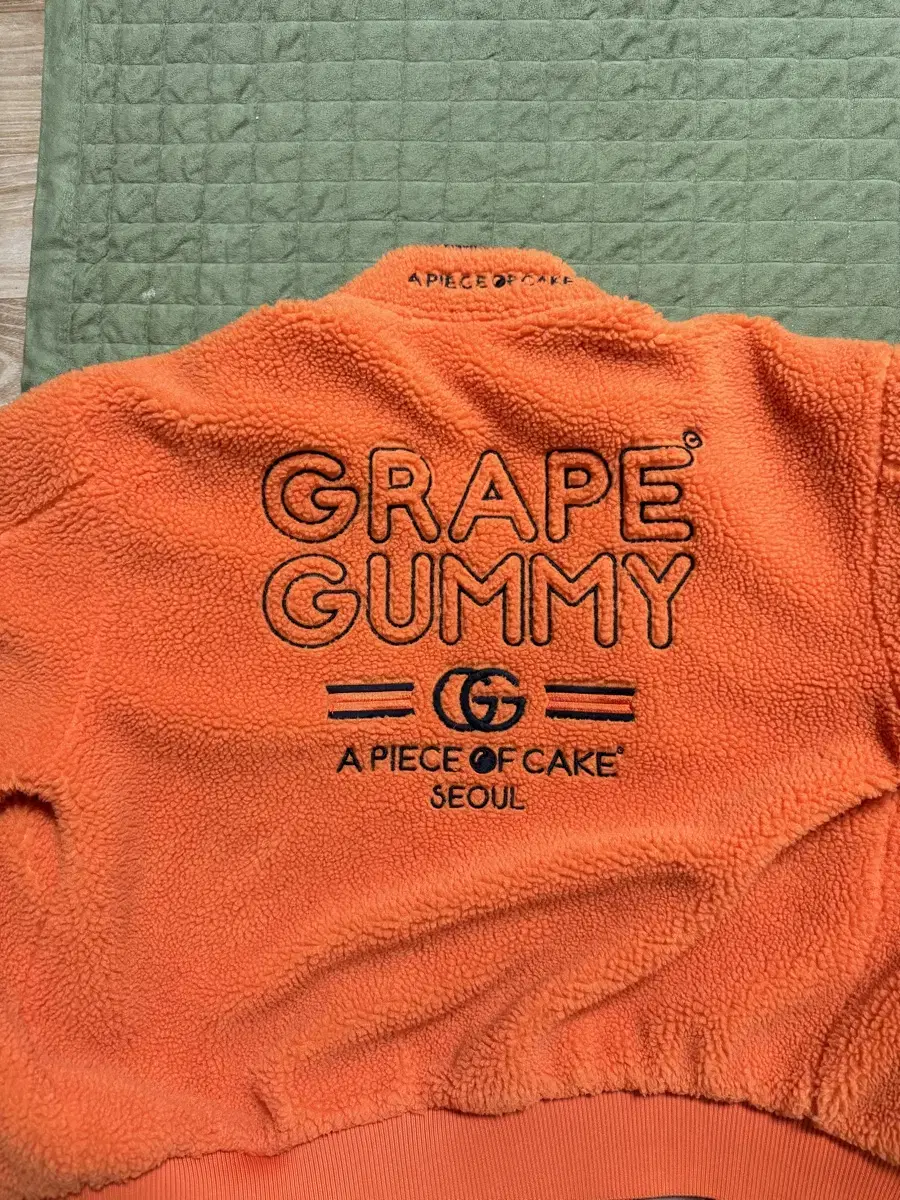 A PIECE OF CAKE
GRAPE©
GUMMY
GG
A PIECE OF CAKE®
SEOUL